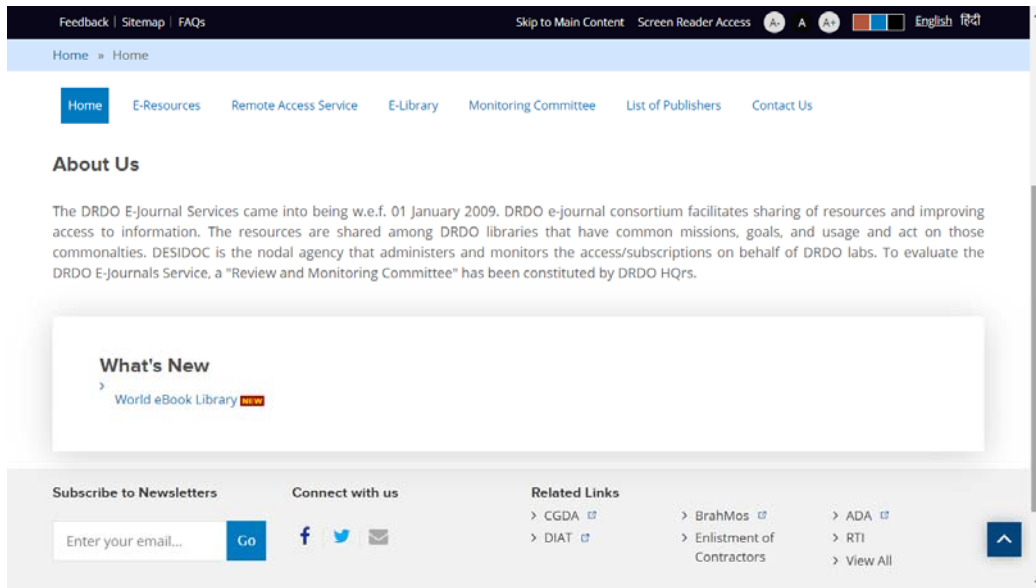 Feedback | Sitemap | FAQs Skip to Main Content Screen Reader Access A- A A+ English हिंदी
Home » Home
Home E-Resources Remote Access Service E-Library Monitoring Committee List of Publishers Contact Us
About Us
The DRDO E-Journal Services came into being w.e.f. 01 January 2009. DRDO e-journal consortium facilitates sharing of resources and improving
access to information. The resources are shared among DRDO libraries that have common missions, goals, and usage and act on those
commonalties. DESIDOC is the nodal agency that administers and monitors the access/subscriptions on behalf of DRDO labs. To evaluate the
DRDO E-Journals Service, a "Review and Monitoring Committee" has been constituted by DRDO HQrs.
What's New
World eBook Library NEW
Subscribe to Newsletters Connect with us Related Links
Enter your email... Go
> CGDA > BrahMos > ADA
> DIAT > Enlistment of > RTI
Contractors > View All